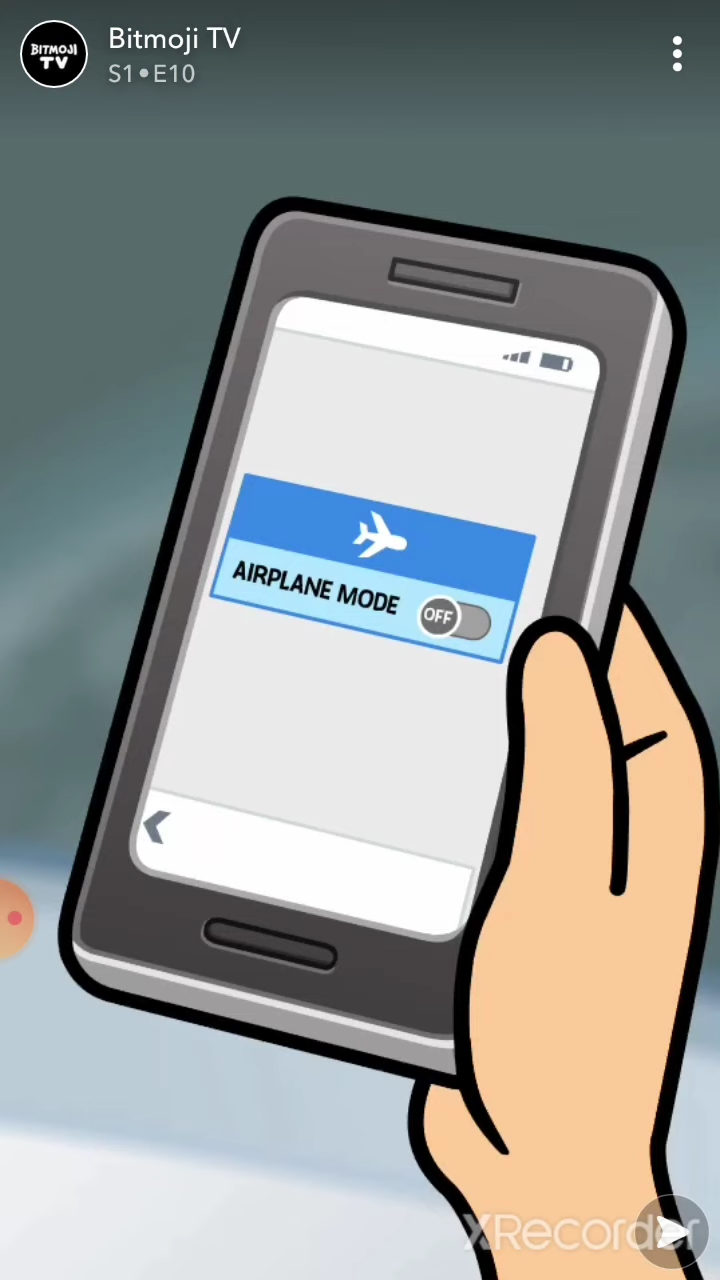 BITMOJI
TV
Bitmoji TV
S1•E10
AIRPLANE MODE
OFF
XRecorder